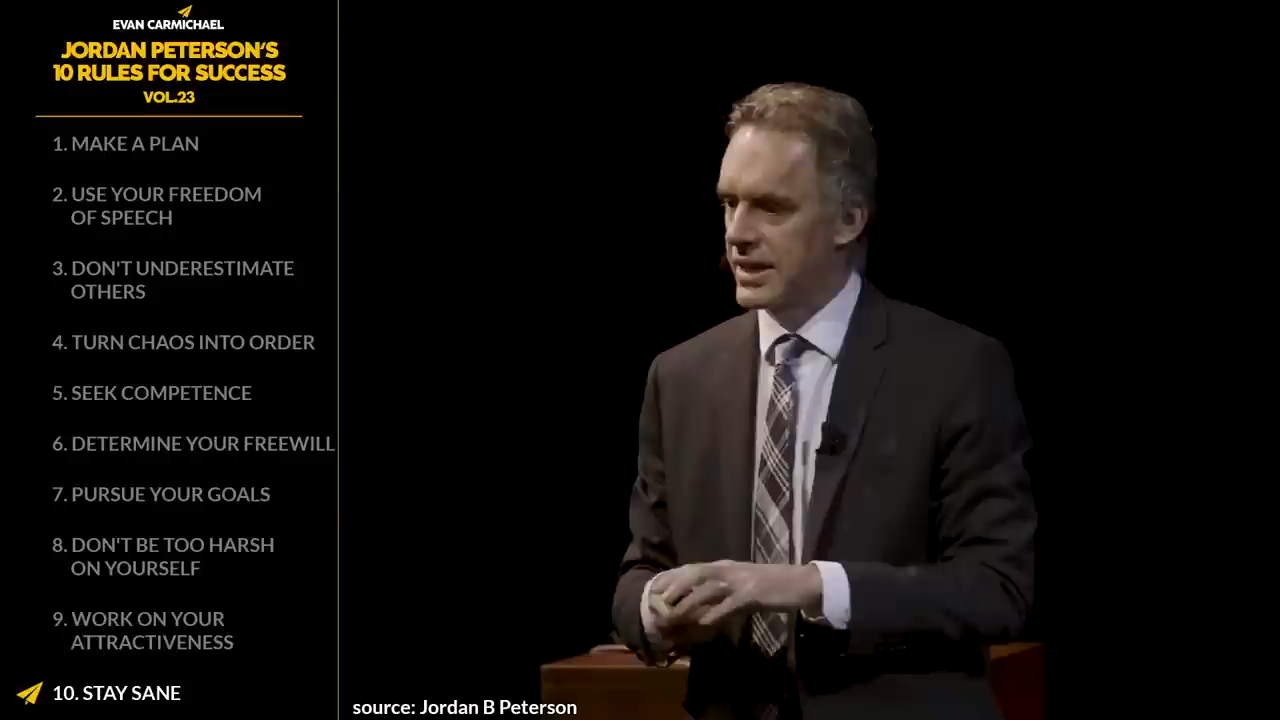 EVAN CARMICHAEL
JORDAN PETERSON'S
10 RULES FOR SUCCESS
VOL.23
1. MAKE A PLAN
2. USE YOUR FREEDOM
OF SPEECH
3. DON'T UNDERESTIMATE
OTHERS
4. TURN CHAOS INTO ORDER
5. SEEK COMPETENCE
6. DETERMINE YOUR FREEWILL
7. PURSUE YOUR GOALS
8. DON'T BE TOO HARSH
ON YOURSELF
9. WORK ON YOUR
ATTRACTIVENESS
10. STAY SANE
source: Jordan B Peterson